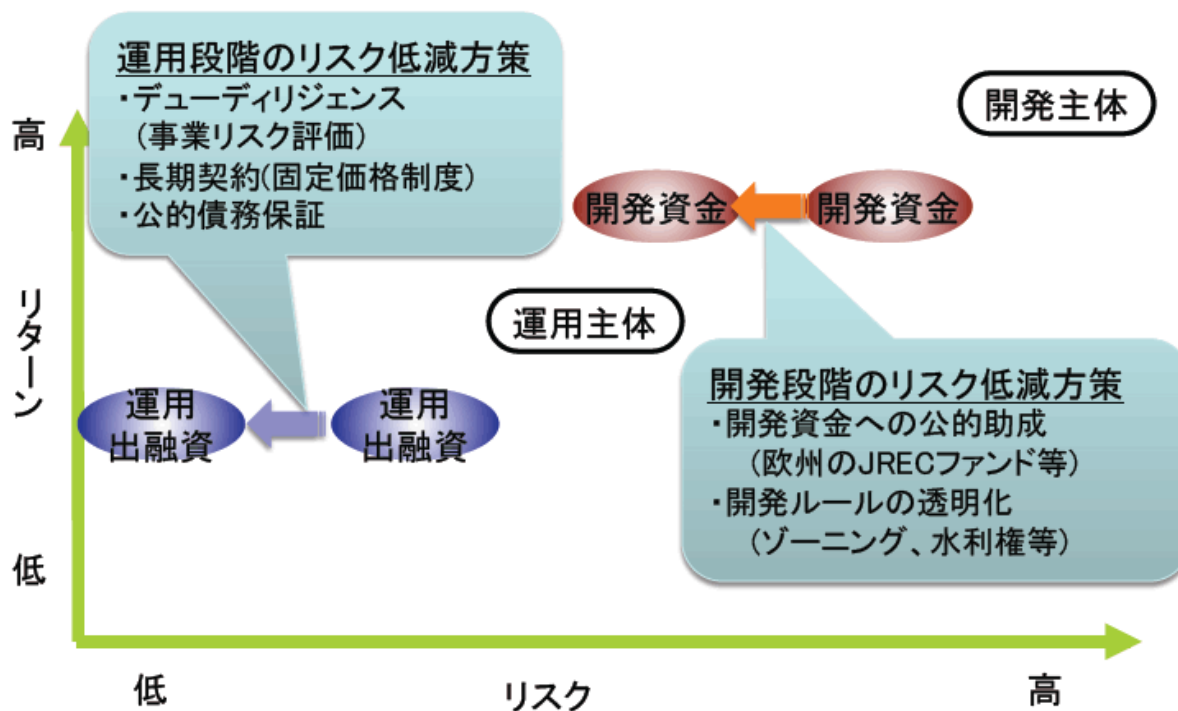 運用段階のリスク低減方策
・デューディリジェンス
(事業リスク評価)
・長期契約(固定価格制度)
・公的債務保証
開発主体
高
開発資金
開発資金
運用主体
リターン
運用
出融資
運用
出融資
開発段階のリスク低減方策
・開発資金への公的助成
(欧州のJRECファンド等)
・開発ルールの透明化
(ゾーニング、水利権等)
低
低
リスク
高